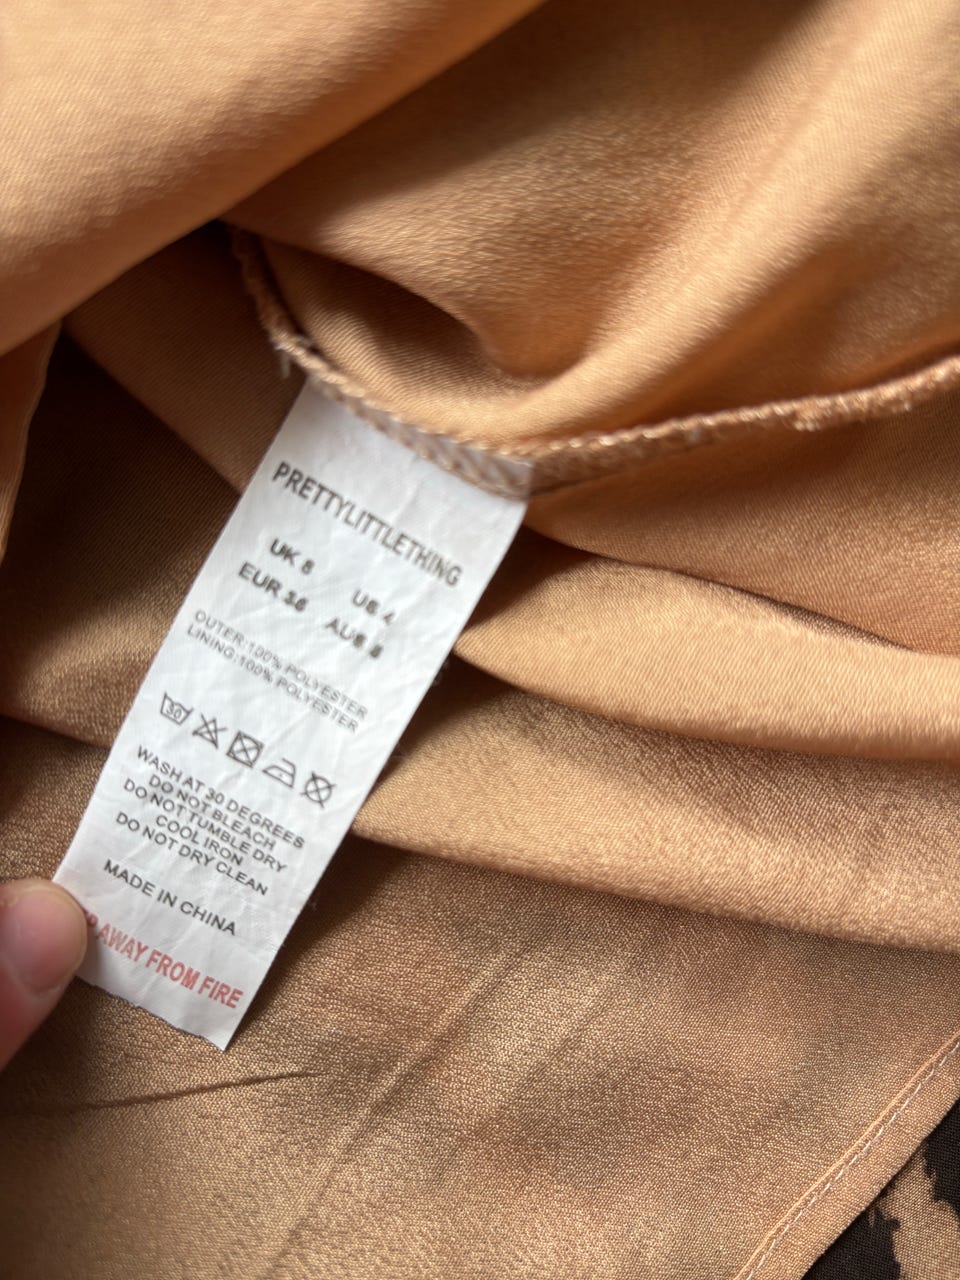 PRETTYLITTLETHING
UK 8 US 4
EUR 36 AUS 8
OUTER:100% POLYESTER
LINING:100% POLYESTER
30
WASH AT 30 DEGREES
DO NOT BLEACH
DO NOT TUMBLE DRY
COOL IRON
DO NOT DRY CLEAN
MADE IN CHINA
AWAY FROM FIRE